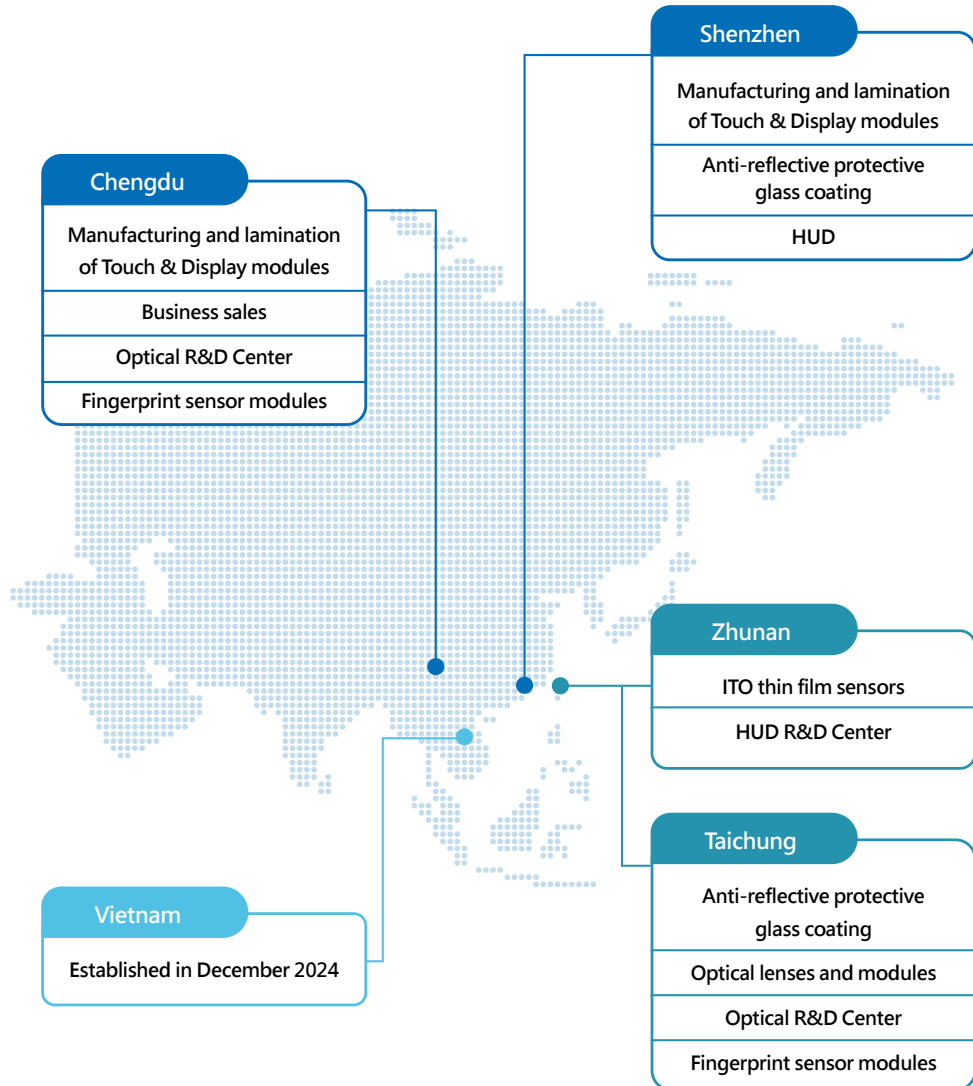 Shenzhen
Manufacturing and lamination
of Touch & Display modules
Anti-reflective protective
glass coating
HUD
Chengdu
Manufacturing and lamination
of Touch & Display modules
Business sales
Optical R&D Center
Fingerprint sensor modules
Zhunan
ITO thin film sensors
HUD R&D Center
Taichung
Anti-reflective protective
glass coating
Optical lenses and modules
Optical R&D Center
Fingerprint sensor modules
Vietnam
Established in December 2024